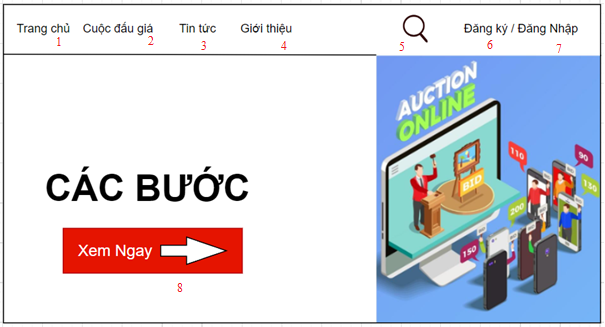 Trang chủ Cuộc đấu giá Tin tức Giới thiệu Đăng ký / Đăng Nhập
1 2 3 4 5 6 7
AUCTION
ONLINE
BID
110
90
130
200
150
CÁC BƯỚC
Xem Ngay
8